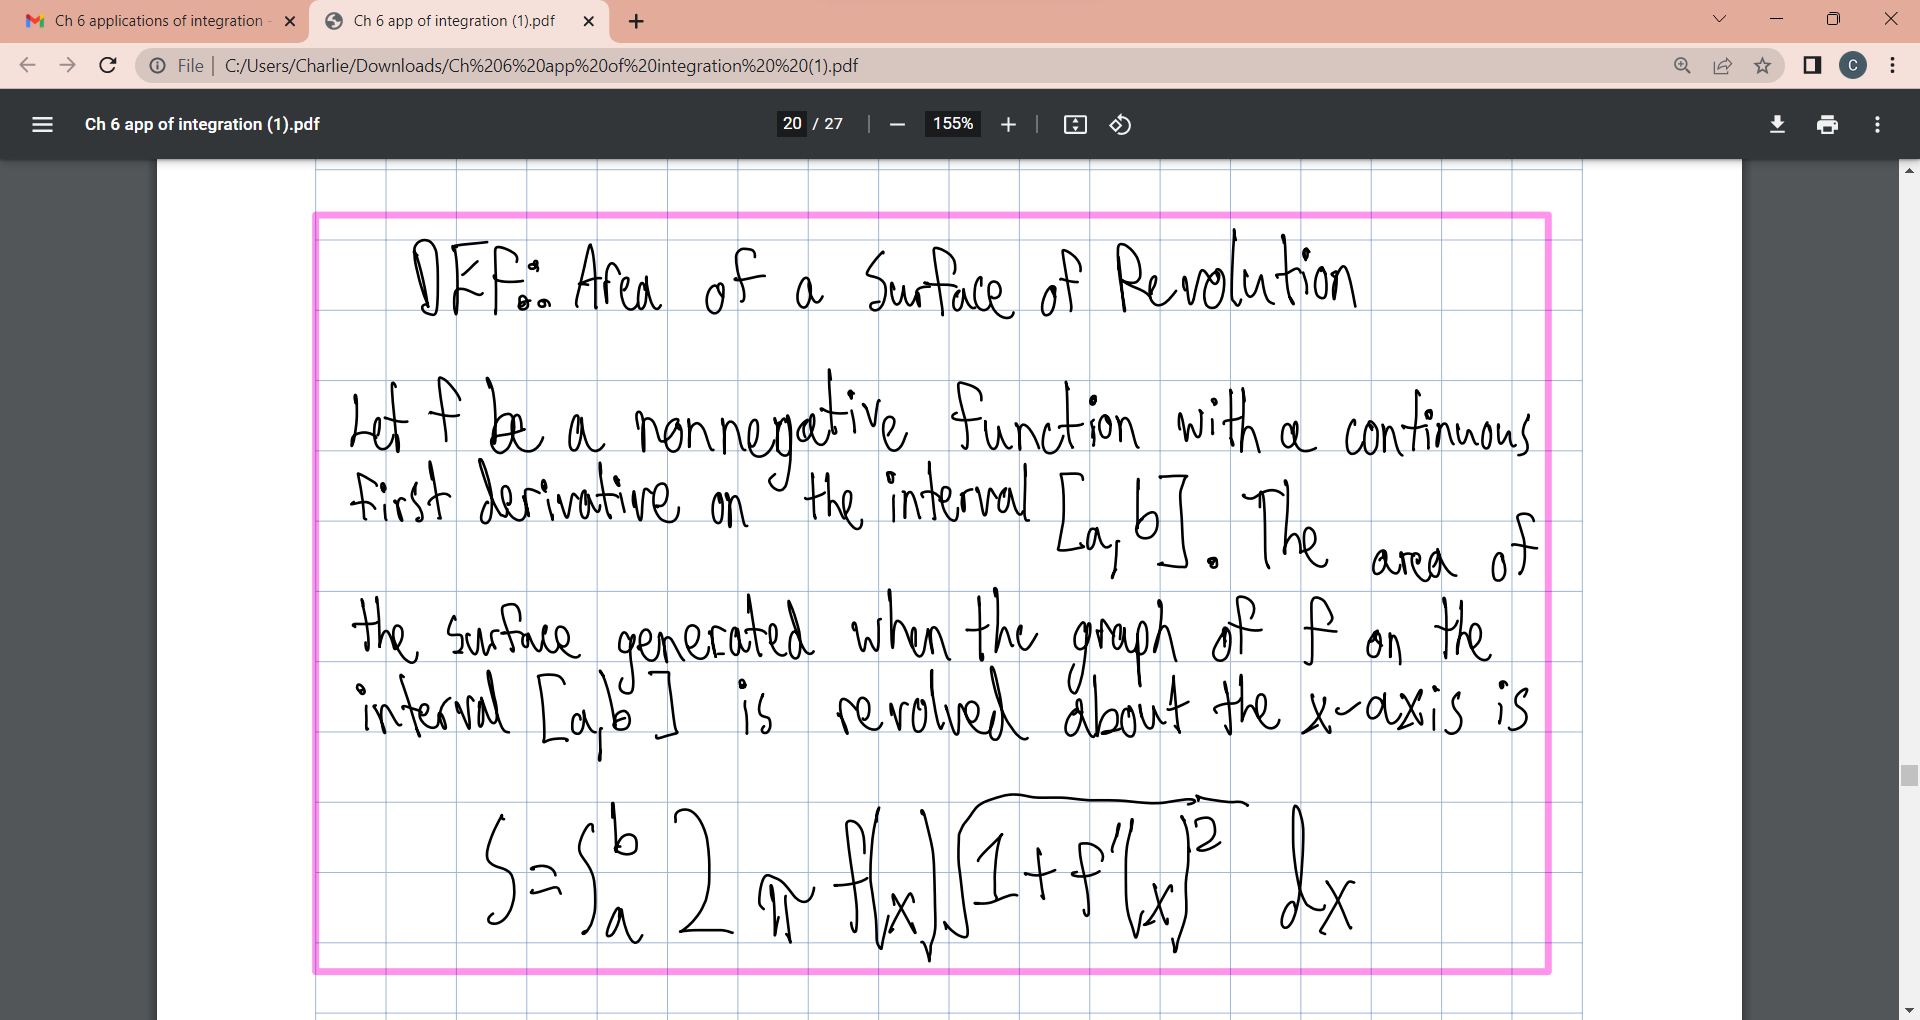 Ch 6 applications of integration -
Ch 6 app of integration (1).pdf
File | C:/Users/Charlie/Downloads/Ch%206%20app%20of%20integration%20%20(1).pdf
C
Ch 6 app of integration (1).pdf
20 / 27
155%
DEF: Area of a Surface of Revolution
Let f be a nonnegative function with a continuous
first derivative on the interval [a, b]. The area of
the surface generated when the graph of f on the
interval [a,b] is revolved about the x-axis is
S=∫_a^b 2 π f(x) √(1+f'(x)^2) dx